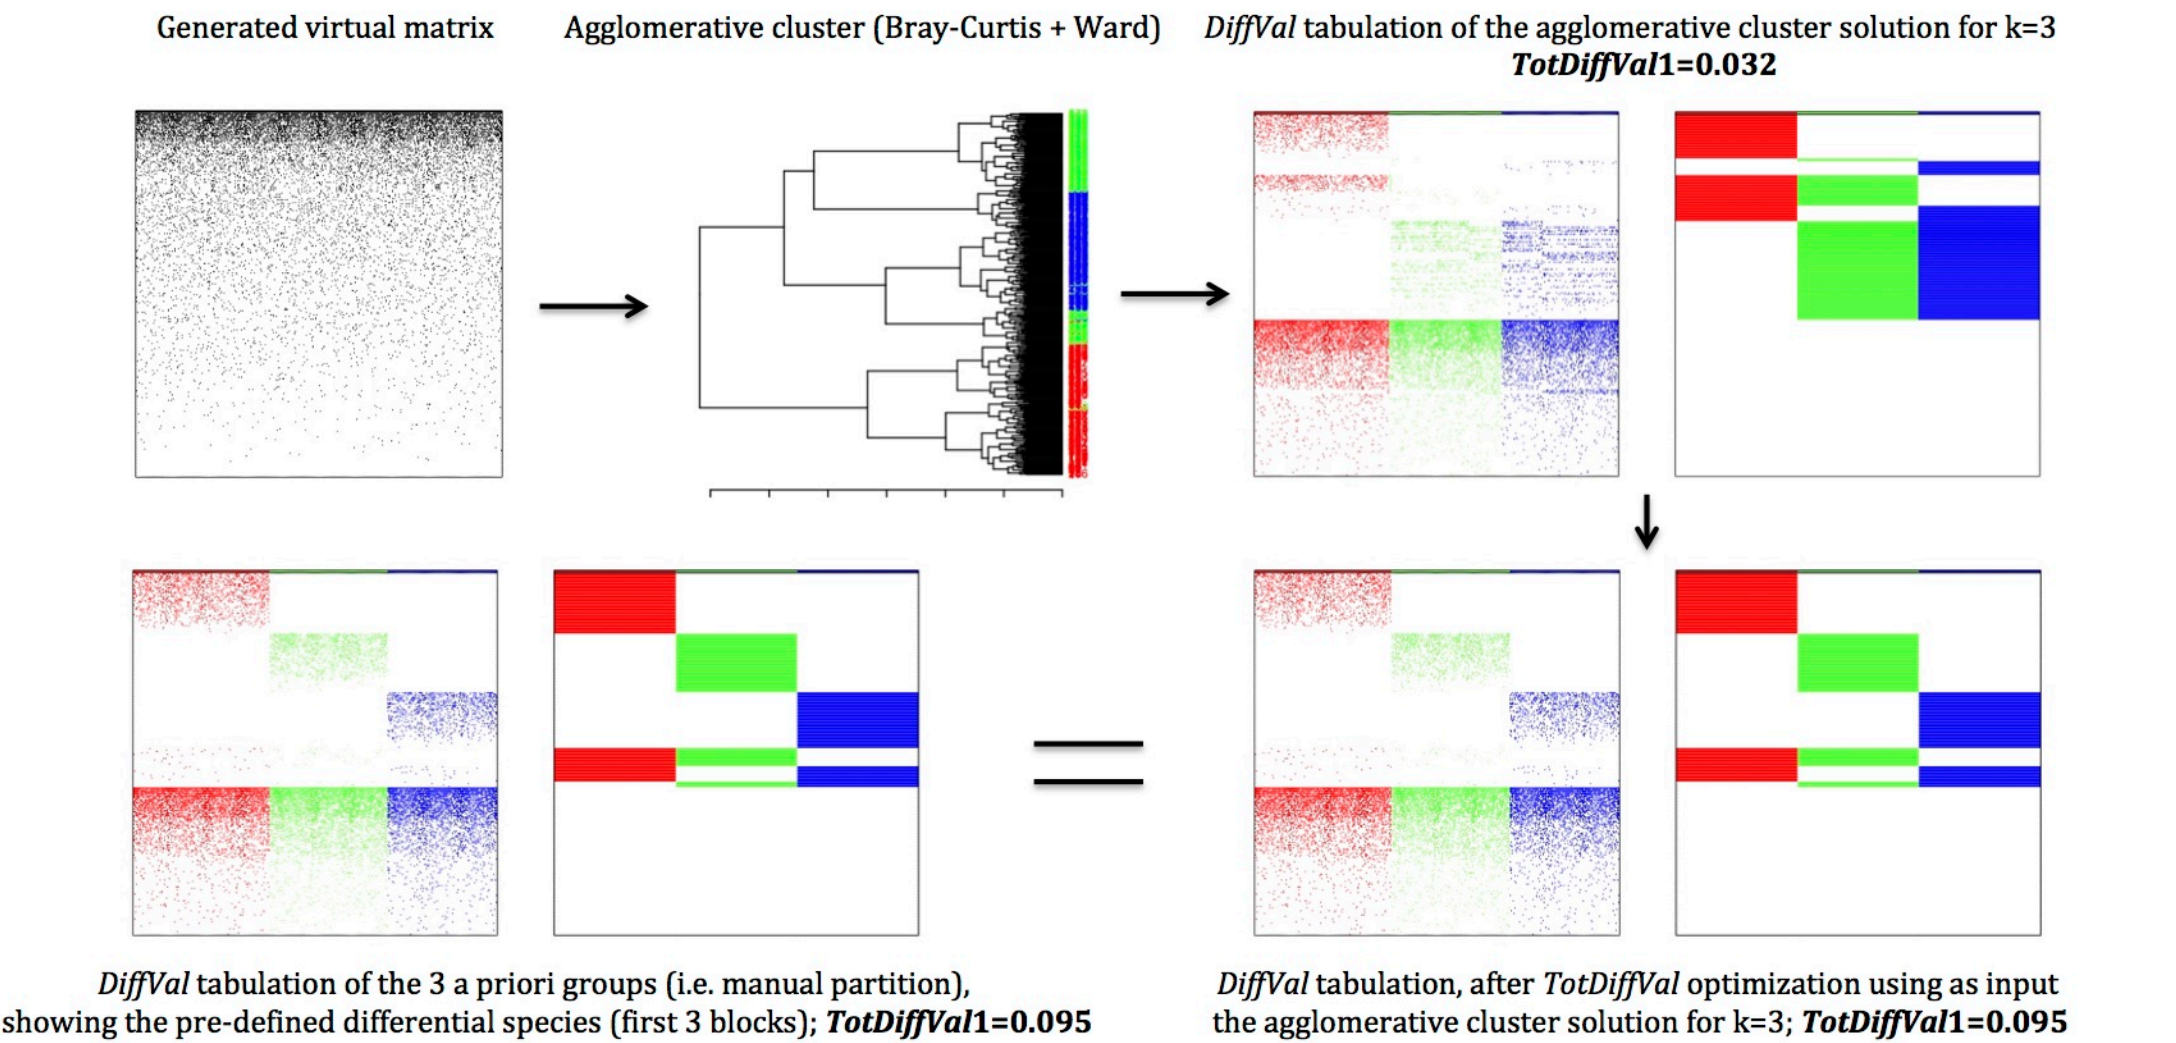 Generated virtual matrix
Agglomerative cluster (Bray-Curtis + Ward)
DiffVal tabulation of the agglomerative cluster solution for k=3
TotDiffVal1=0.032
DiffVal tabulation of the 3 a priori groups (i.e. manual partition),
showing the pre-defined differential species (first 3 blocks); TotDiffVal1=0.095
DiffVal tabulation, after TotDiffVal optimization using as input
the agglomerative cluster solution for k=3; TotDiffVal1=0.095